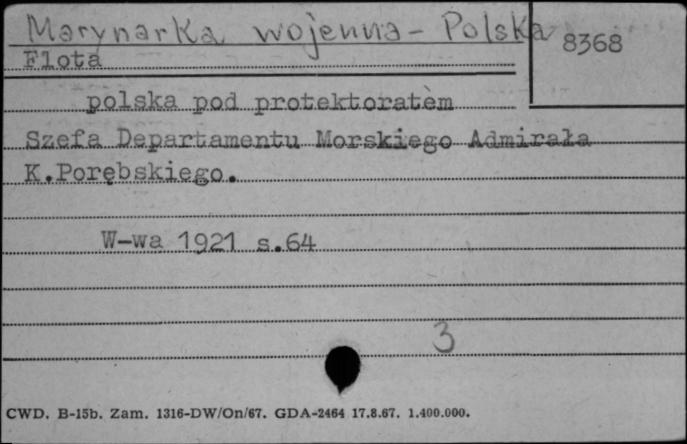 Marynarka wojenna - Polska
8368
Flota
polska pod protektoratèm
Szefa Departamentu Morskiego Admirała
K.Porębskiego.
W-wa 1921 s.64
3
CWD. B-15b. Zam. 1316-DW/On/67. GDA-2464 17.8.67. 1.400.000.